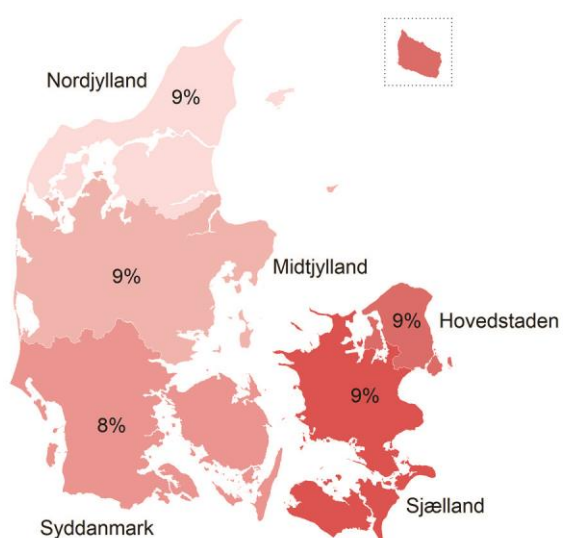 Nordjylland
9%
Midtjylland
9%
Hovedstaden
9%
9%
8%
Sjælland
Syddanmark